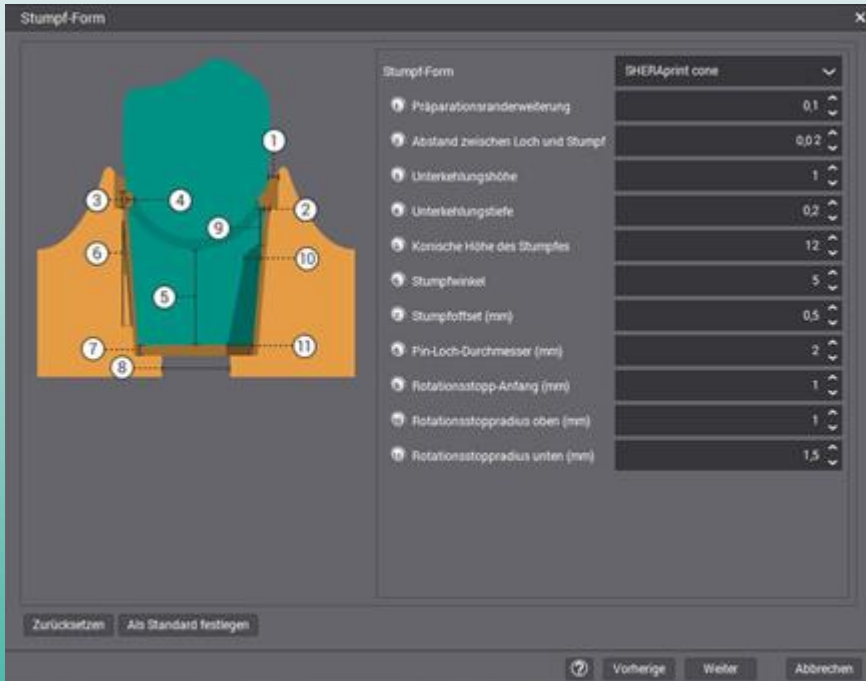 Stumpf-Form
1
2
3
4
5
6
7
8
9
10
11
Stumpf-Form SHERAprint cone
Präparationsranderweiterung 0,1
Abstand zwischen Loch und Stumpf 0,02
Unterkehlungshöhe 1
Unterkehlungstiefe 0,2
Konische Höhe des Stumpfes 12
Stumpfwinkel 5
Stumpfoffset (mm) 0,5
Pin-Loch-Durchmesser (mm) 2
Rotationsstopp-Anfang (mm) 1
Rotationsstoppradius oben (mm) 1
Rotationsstoppradius unten (mm) 1,5
Zurücksetzen Als Standard festlegen
? Vorherige Weiter Abbrechen